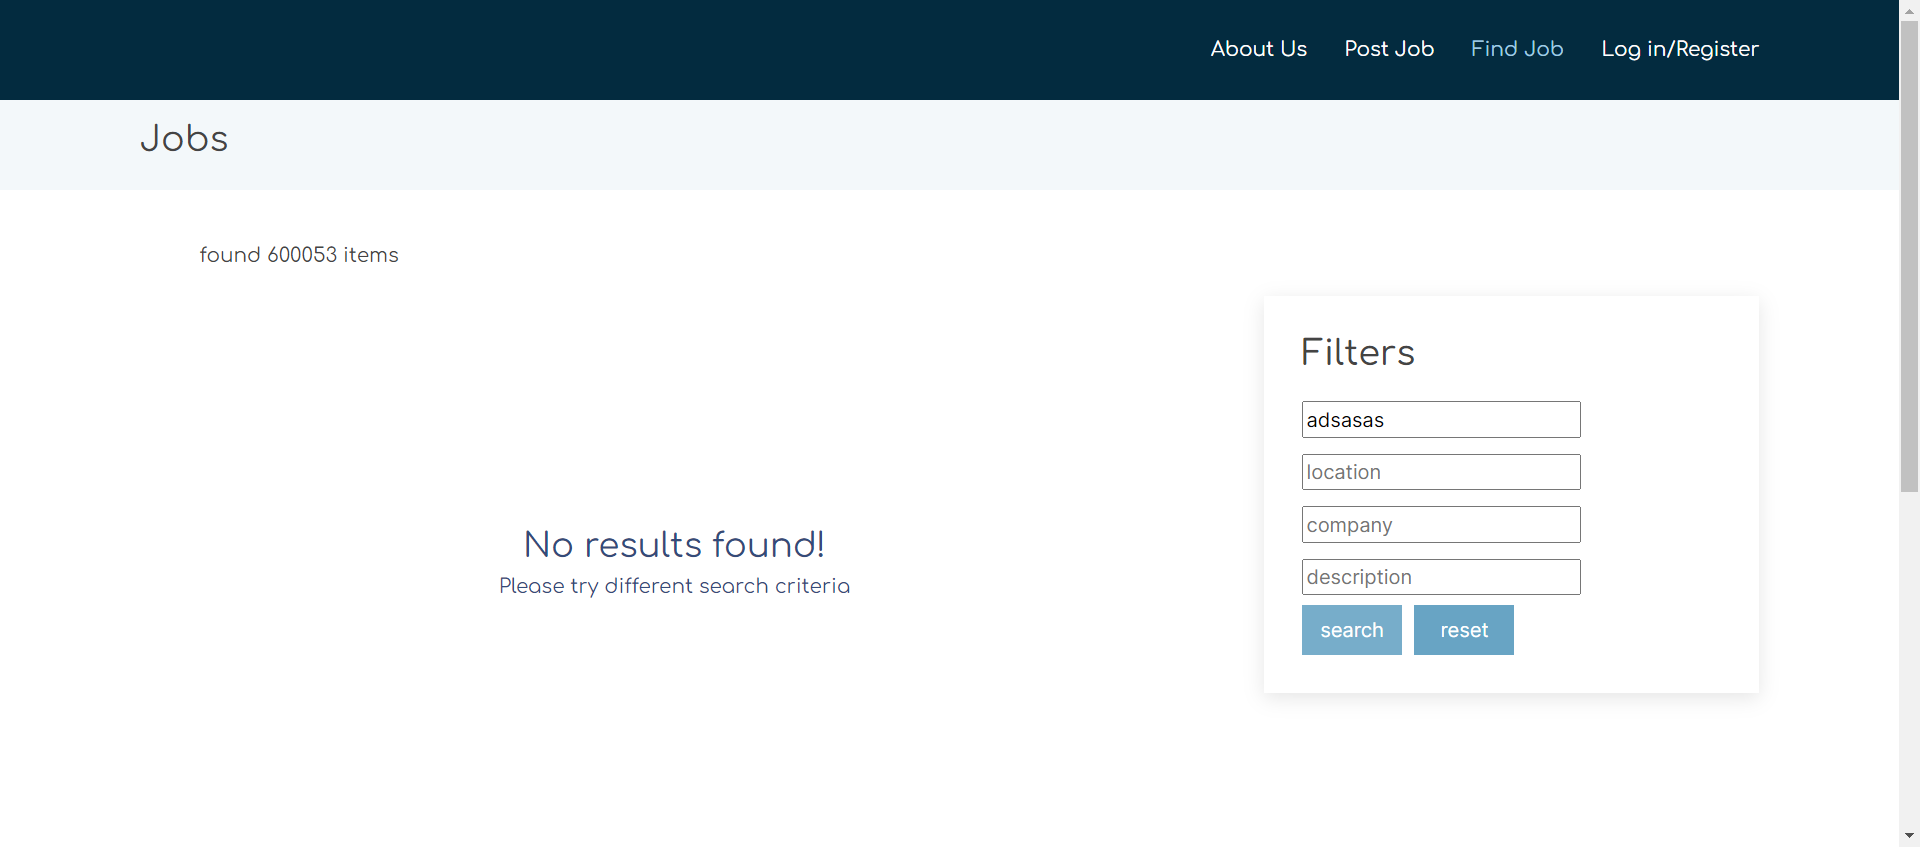 About Us Post Job Find Job Log in/Register
Jobs
found 600053 items
No results found!
Please try different search criteria
Filters
adsasas
location
company
description
search reset